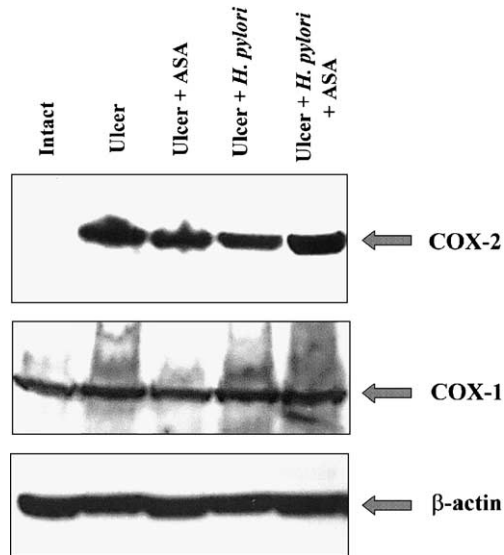 Intact
Ulcer
Ulcer + ASA
Ulcer + H. pylori
Ulcer + H. pylori
+ ASA
COX-2
COX-1
β-actin